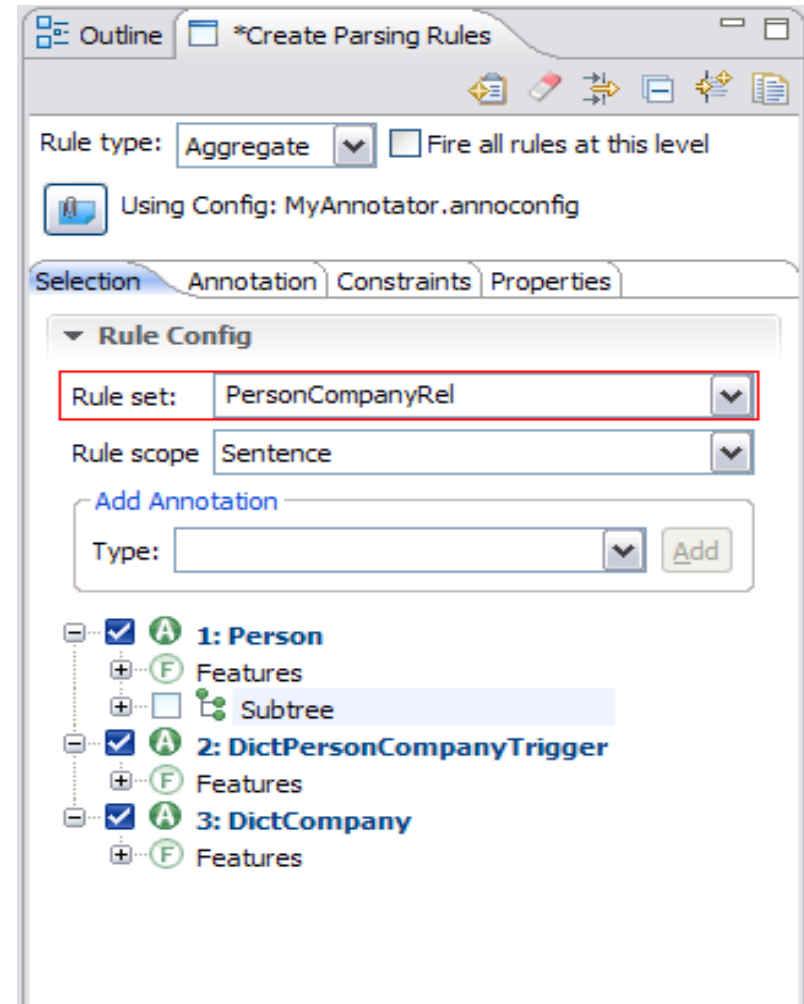 Outline *Create Parsing Rules
Rule type: Aggregate Fire all rules at this level
Using Config: MyAnnotator.annoconfig
Selection Annotation Constraints Properties
Rule Config
Rule set: PersonCompanyRel
Rule scope Sentence
Add Annotation
Type: Add
A 1: Person
F Features
Subtree
A 2: DictPersonCompanyTrigger
F Features
A 3: DictCompany
F Features